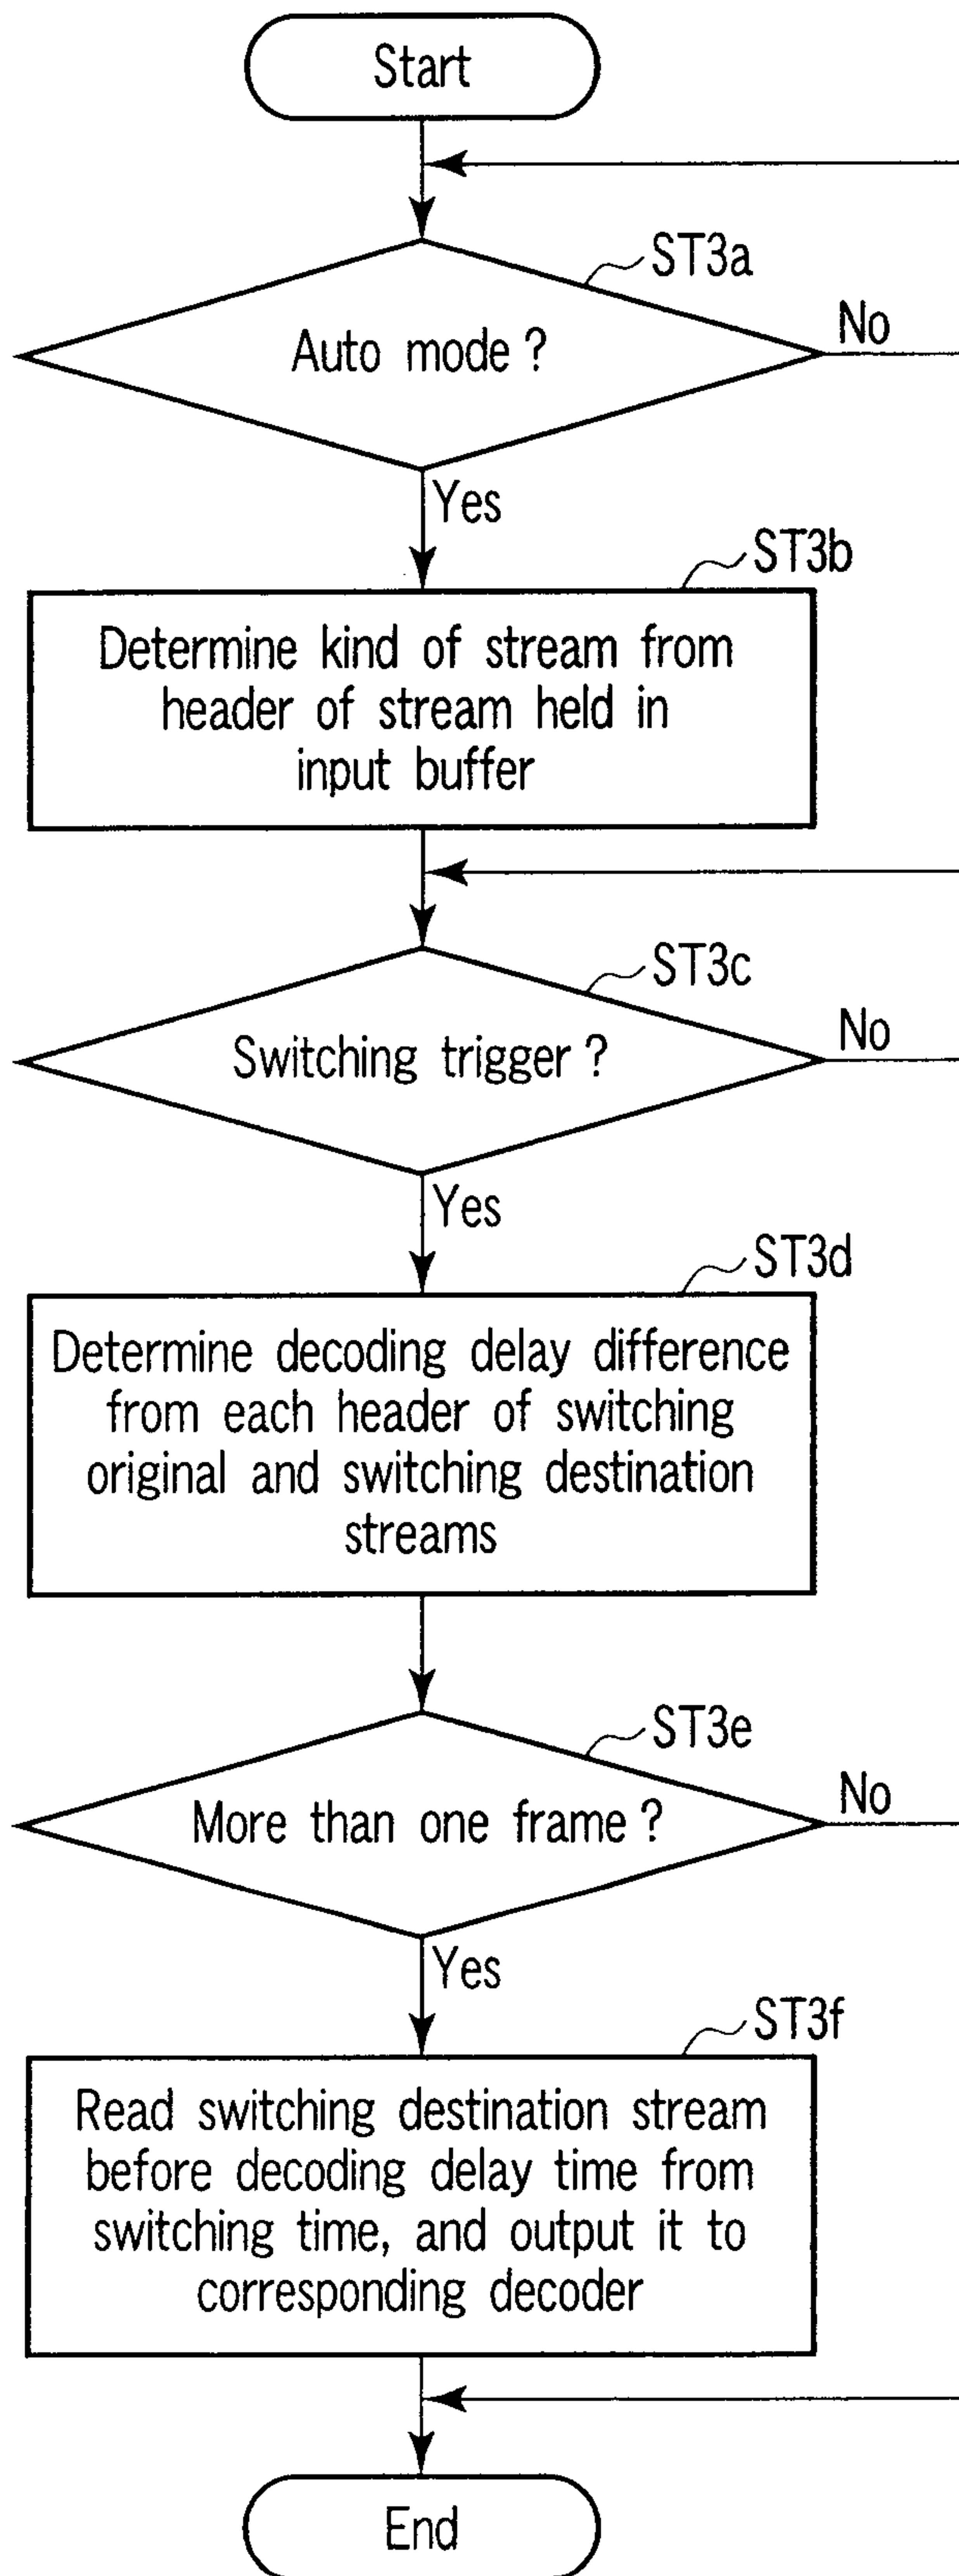 Start
ST3a
Auto mode ?
No
Yes
ST3b
Determine kind of stream from
header of stream held in
input buffer
ST3c
Switching trigger ?
No
Yes
ST3d
Determine decoding delay difference
from each header of switching
original and switching destination
streams
ST3e
More than one frame ?
No
Yes
ST3f
Read switching destination stream
before decoding delay time from
switching time, and output it to
corresponding decoder
End